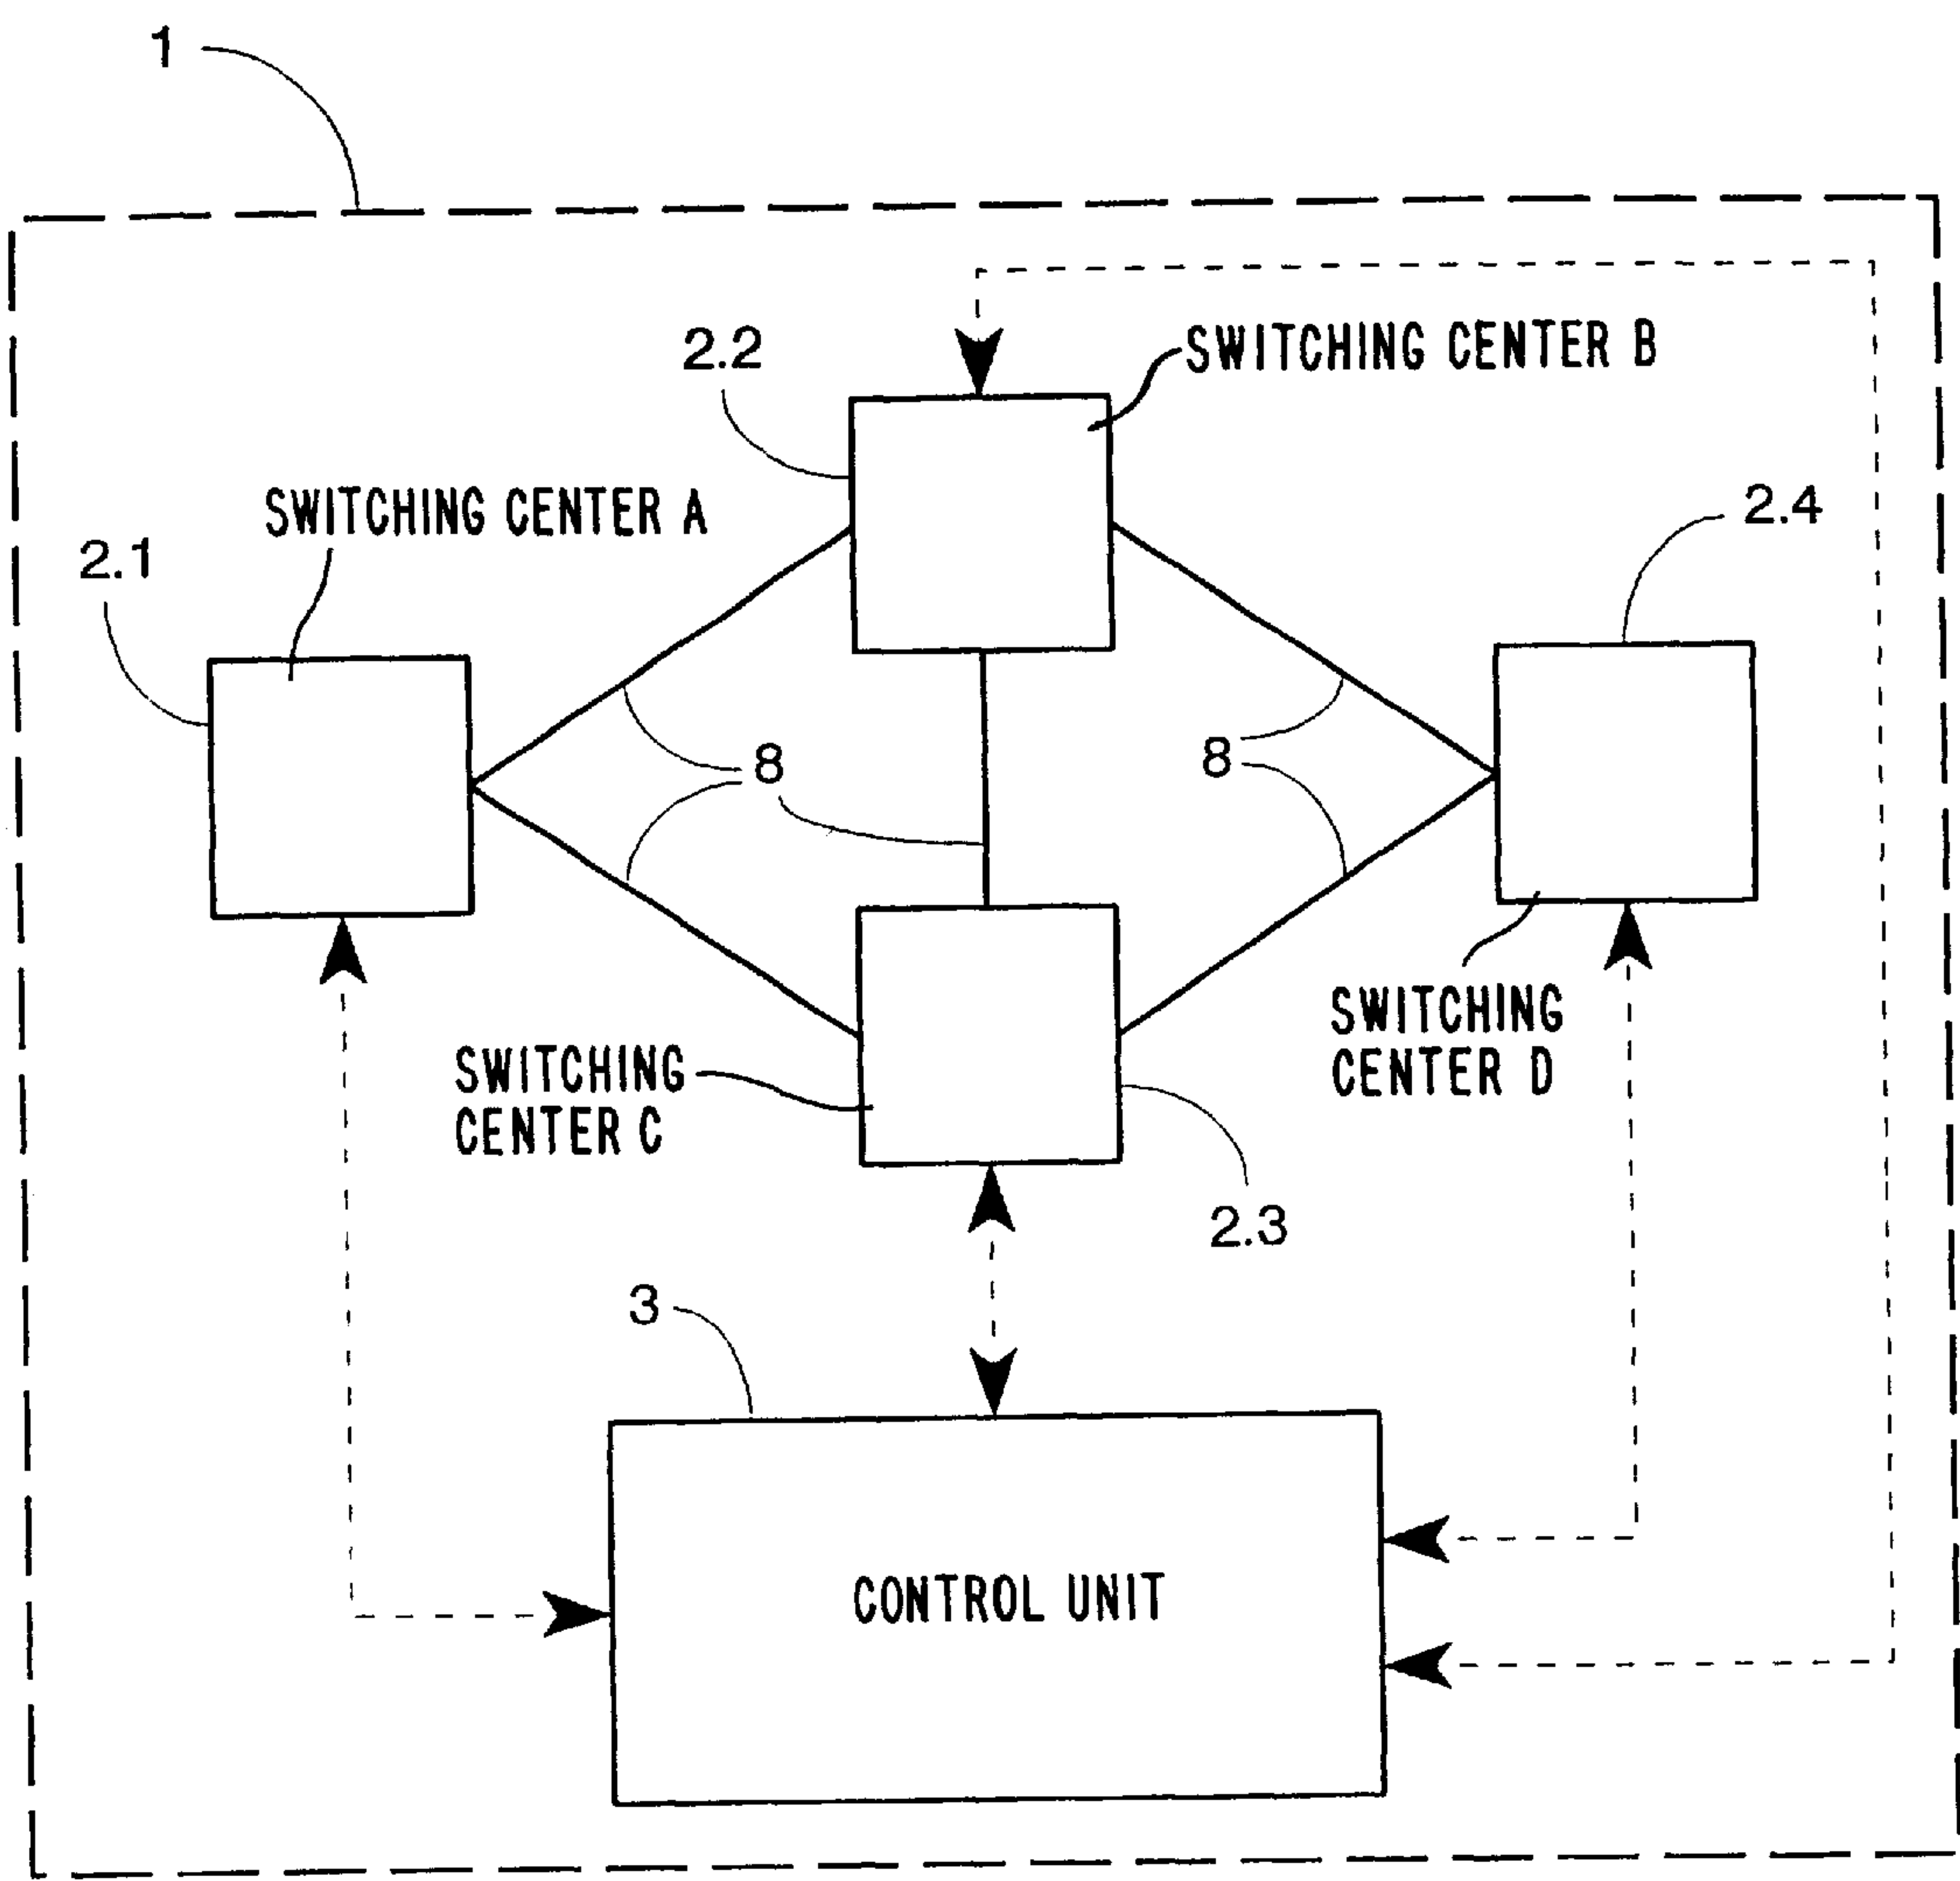 1
2.2
SWITCHING CENTER B
SWITCHING CENTER A
2.4
2.1
8
8
SWITCHING
CENTER D
SWITCHING
CENTER C
2.3
3
CONTROL UNIT